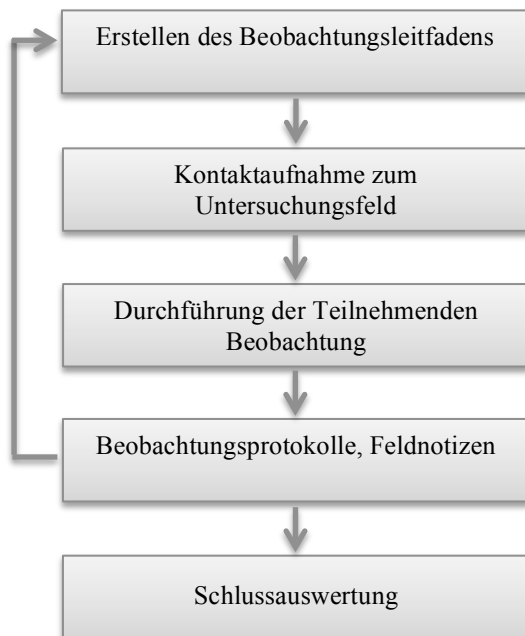 Erstellen des Beobachtungsleitfadens
Kontaktaufnahme zum
Untersuchungsfeld
Durchführung der Teilnehmenden
Beobachtung
Beobachtungsprotokolle, Feldnotizen
Schlussauswertung